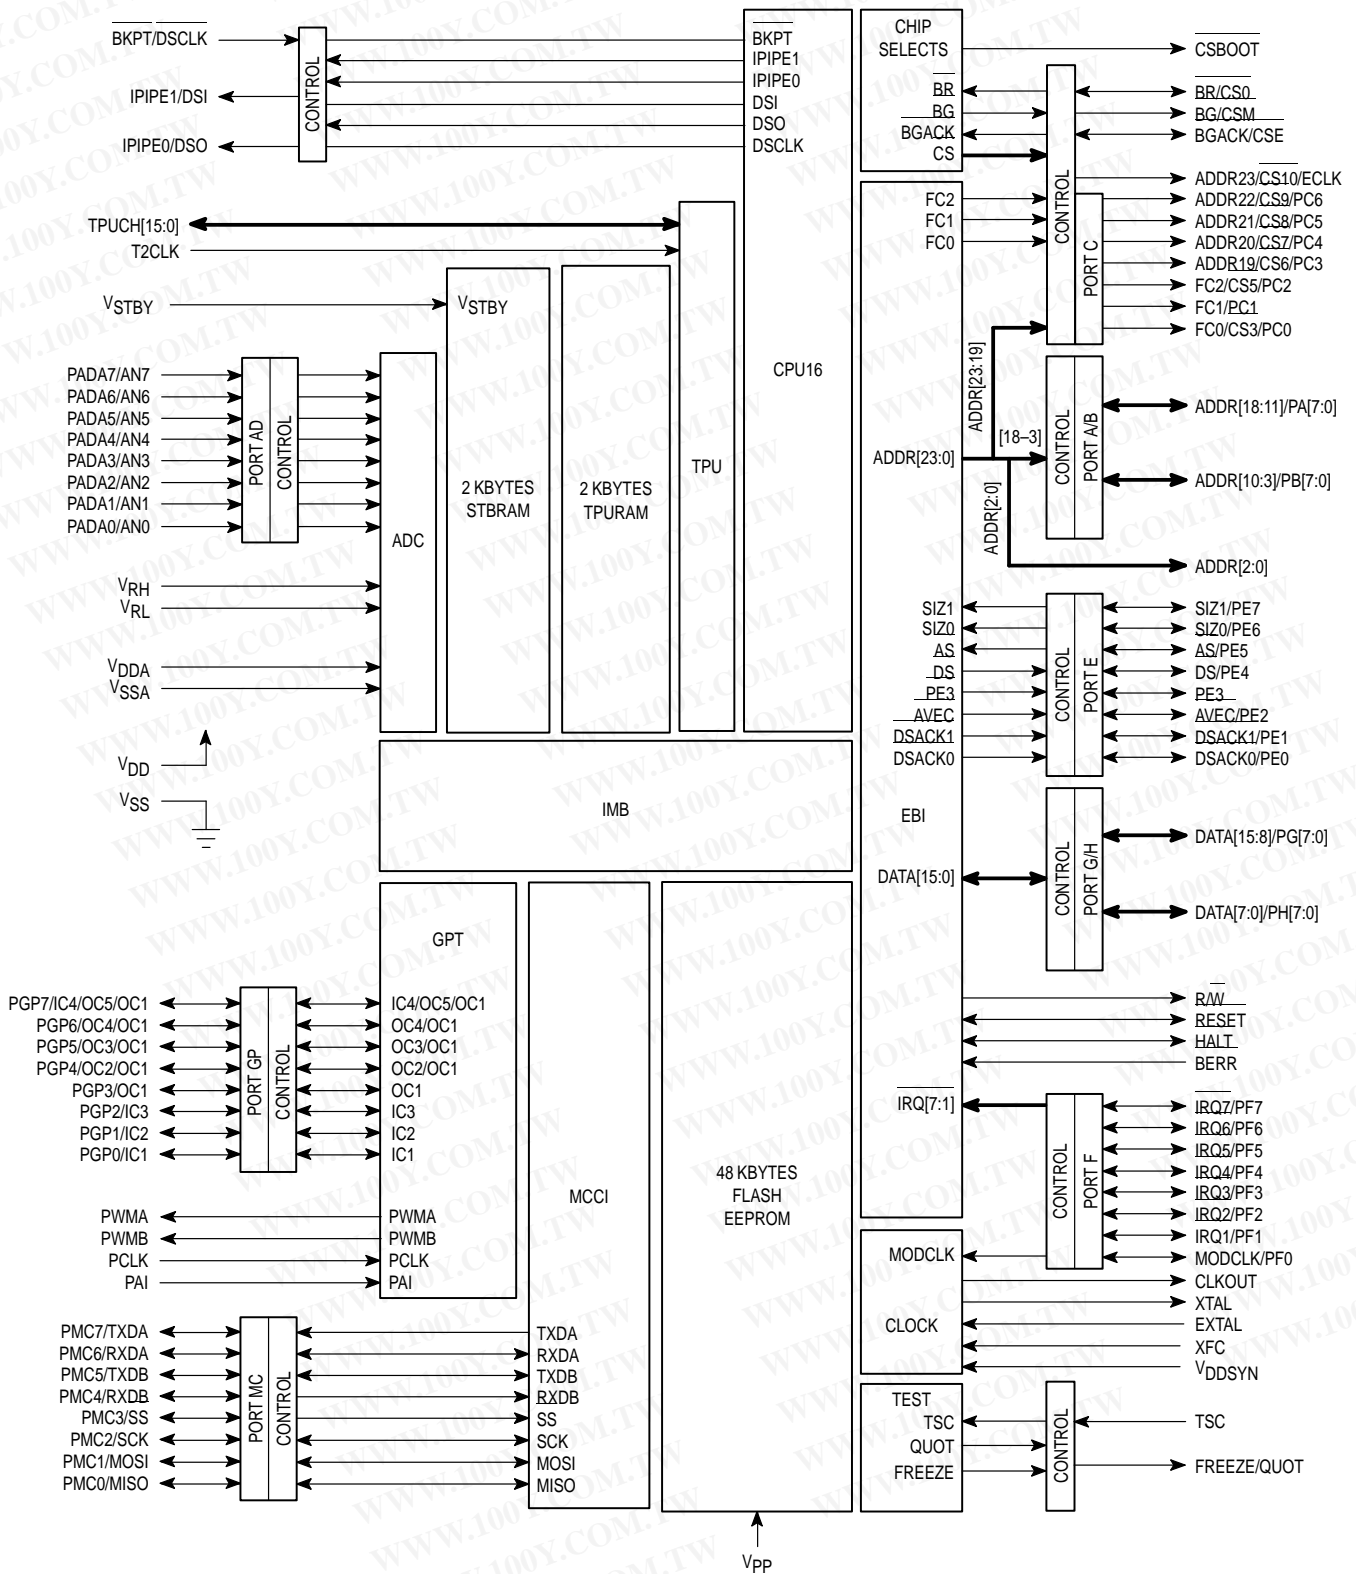 BKPT/DSCLK
IPIPE1/DSI
IPIPE0/DSO
CONTROL
BKPT
IPIPE1
IPIPE0
DSI
DSO
DSCLK
CPU16
CHIP
SELECTS
BR
BG
BGACK
CS
CSBOOT
BR/CS0
BG/CSM
BGACK/CSE
CONTROL
PORT C
ADDR23/CS10/ECLK
ADDR22/CS9/PC6
ADDR21/CS8/PC5
ADDR20/CS7/PC4
ADDR19/CS6/PC3
FC2/CS5/PC2
FC1/PC1
FC0/CS3/PC0
FC2
FC1
FC0
TPUCH[15:0]
T2CLK
TPU
VSTBY
VSTBY
2 KBYTES
STBRAM
2 KBYTES
TPURAM
PADA7/AN7
PADA6/AN6
PADA5/AN5
PADA4/AN4
PADA3/AN3
PADA2/AN2
PADA1/AN1
PADA0/AN0
PORT AD
CONTROL
ADC
VRH
VRL
VDDA
VSSA
VDD
VSS
ADDR[23:0]
ADDR[23:19]
[18–3]
ADDR[2:0]
CONTROL
PORT A/B
ADDR[18:11]/PA[7:0]
ADDR[10:3]/PB[7:0]
ADDR[2:0]
SIZ1
SIZ0
AS
DS
PE3
AVEC
DSACK1
DSACK0
CONTROL
PORT E
SIZ1/PE7
SIZ0/PE6
AS/PE5
DS/PE4
PE3
AVEC/PE2
DSACK1/PE1
DSACK0/PE0
IMB
EBI
DATA[15:0]
CONTROL
PORT G/H
DATA[15:8]/PG[7:0]
DATA[7:0]/PH[7:0]
R/W
RESET
HALT
BERR
IRQ[7:1]
CONTROL
PORT F
IRQ7/PF7
IRQ6/PF6
IRQ5/PF5
IRQ4/PF4
IRQ3/PF3
IRQ2/PF2
IRQ1/PF1
MODCLK/PF0
GPT
PGP7/IC4/OC5/OC1
PGP6/OC4/OC1
PGP5/OC3/OC1
PGP4/OC2/OC1
PGP3/OC1
PGP2/IC3
PGP1/IC2
PGP0/IC1
PORT GP
CONTROL
IC4/OC5/OC1
OC4/OC1
OC3/OC1
OC2/OC1
OC1
IC3
IC2
IC1
PWMA
PWMB
PCLK
PAI
PWMA
PWMB
PCLK
PAI
MCCI
48 KBYTES
FLASH
EEPROM
MODCLK
CLOCK
CLKOUT
XTAL
EXTAL
XFC
VDDSYN
PMC7/TXDA
PMC6/RXDA
PMC5/TXDB
PMC4/RXDB
PMC3/SS
PMC2/SCK
PMC1/MOSI
PMC0/MISO
PORT MC
CONTROL
TXDA
RXDA
TXDB
RXDB
SS
SCK
MOSI
MISO
TEST
TSC
QUOT
FREEZE
CONTROL
TSC
FREEZE/QUOT
VPP
WWW.100Y.COM.TW